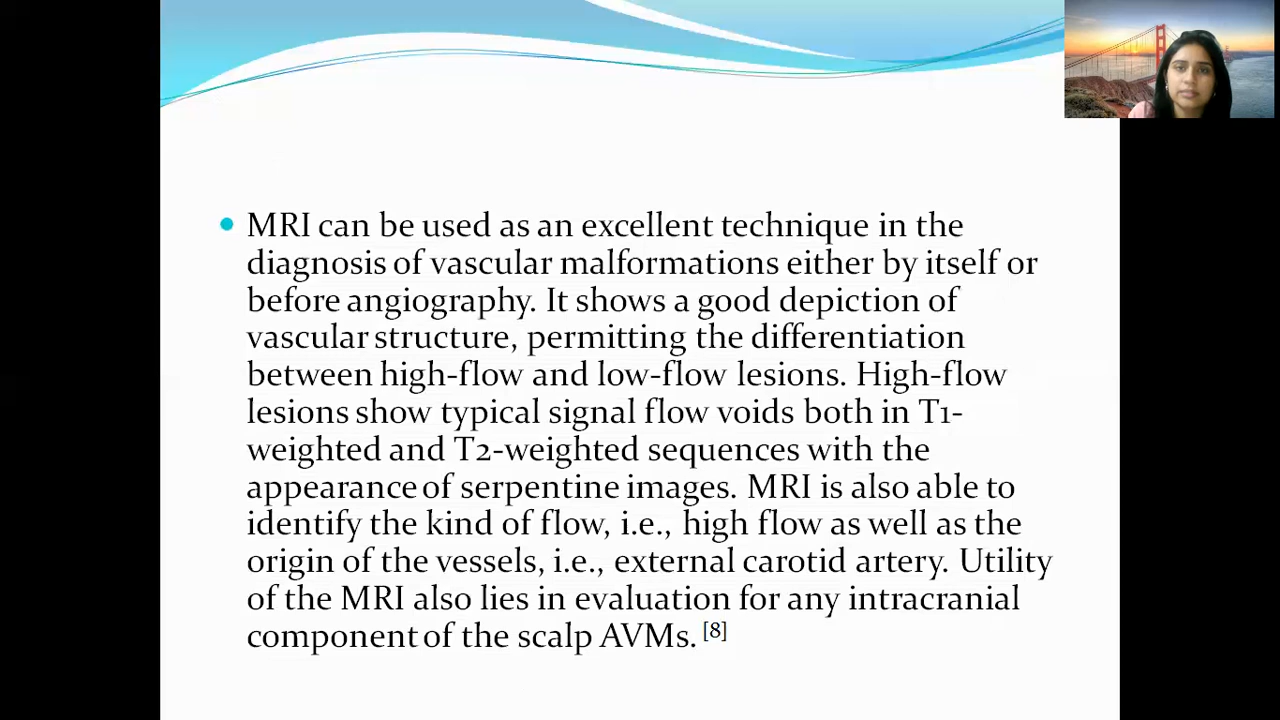 MRI can be used as an excellent technique in the
diagnosis of vascular malformations either by itself or
before angiography. It shows a good depiction of
vascular structure, permitting the differentiation
between high-flow and low-flow lesions. High-flow
lesions show typical signal flow voids both in T1-
weighted and T2-weighted sequences with the
appearance of serpentine images. MRI is also able to
identify the kind of flow, i.e., high flow as well as the
origin of the vessels, i.e., external carotid artery. Utility
of the MRI also lies in evaluation for any intracranial
component of the scalp AVMs. [8]